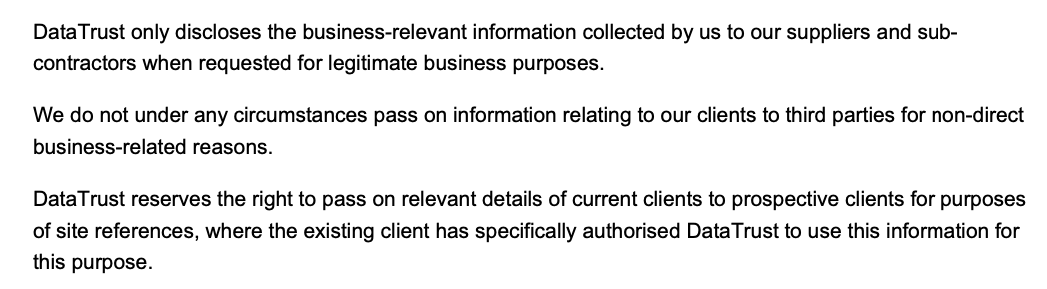 DataTrust only discloses the business-relevant information collected by us to our suppliers and sub-
contractors when requested for legitimate business purposes.
We do not under any circumstances pass on information relating to our clients to third parties for non-direct
business-related reasons.
DataTrust reserves the right to pass on relevant details of current clients to prospective clients for purposes
of site references, where the existing client has specifically authorised DataTrust to use this information for
this purpose.